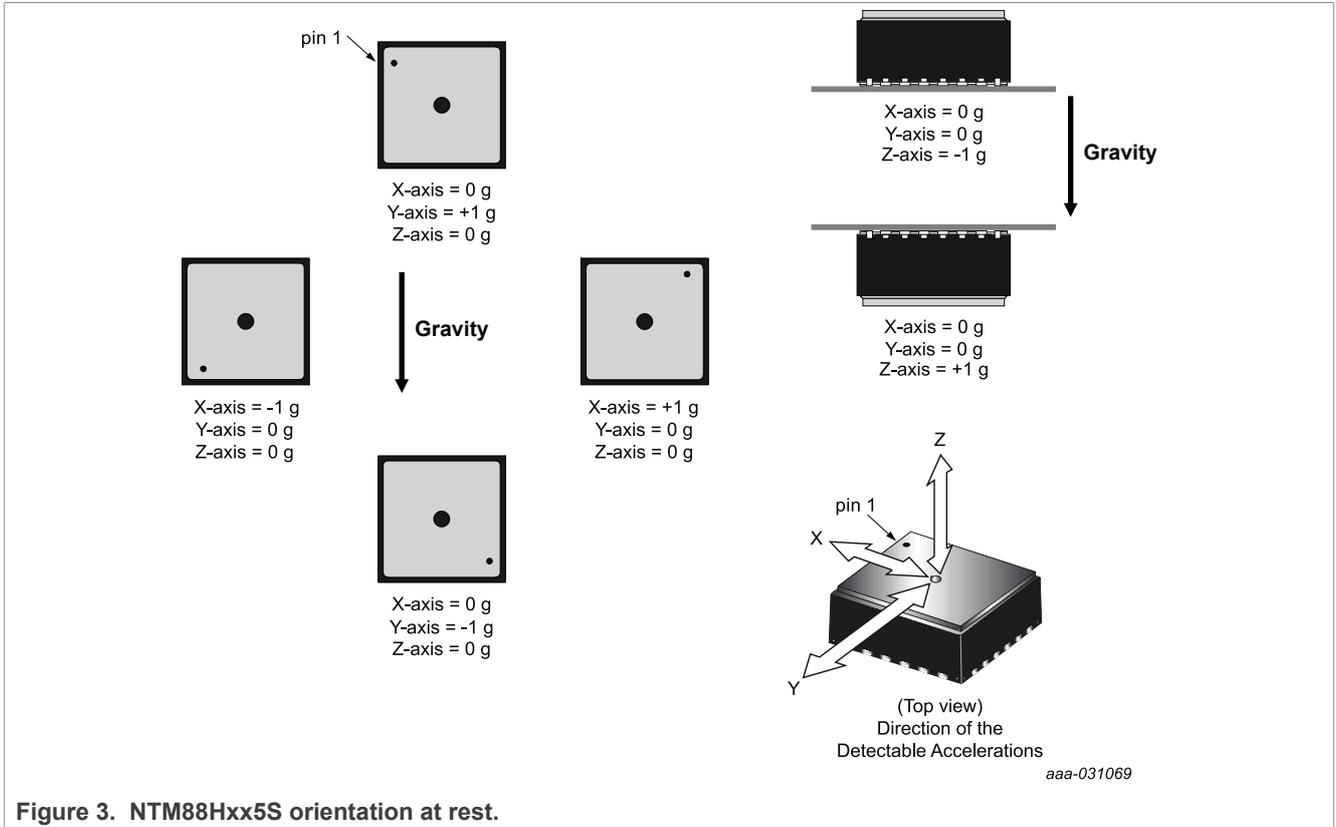 pin 1
X-axis = 0 g
Y-axis = +1 g
Z-axis = 0 g
X-axis = -1 g
Y-axis = 0 g
Z-axis = 0 g
Gravity
X-axis = +1 g
Y-axis = 0 g
Z-axis = 0 g
X-axis = 0 g
Y-axis = -1 g
Z-axis = 0 g
X-axis = 0 g
Y-axis = 0 g
Z-axis = -1 g
Gravity
X-axis = 0 g
Y-axis = 0 g
Z-axis = +1 g
Z
pin 1
X
Y
(Top view)
Direction of the
Detectable Accelerations
aaa-031069
Figure 3. NTM88Hxx5S orientation at rest.